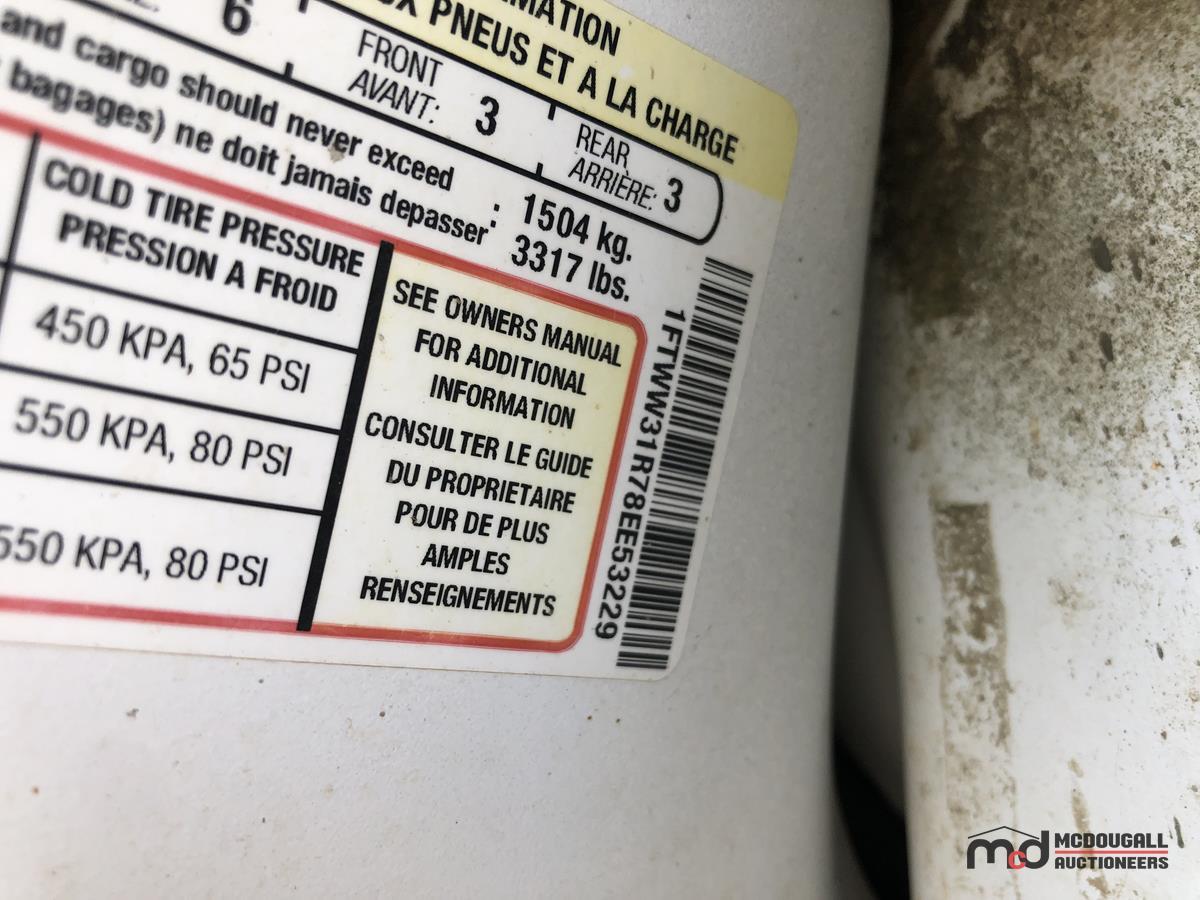 UX PNEUS ET A LA CHARGE
6
FRONT
AVANT: 3
REAR
ARRIÈRE: 3
and cargo should never exceed : 1504 kg.
bagages) ne doit jamais depasser 3317 lbs.
COLD TIRE PRESSURE
PRESSION A FROID
450 KPA, 65 PSI
550 KPA, 80 PSI
550 KPA, 80 PSI
SEE OWNERS MANUAL
FOR ADDITIONAL
INFORMATION
CONSULTER LE GUIDE
DU PROPRIETAIRE
POUR DE PLUS
AMPLES
RENSEIGNEMENTS
1FTWW31R78EE53229
mcd MCDOUGALL
AUCTIONEERS